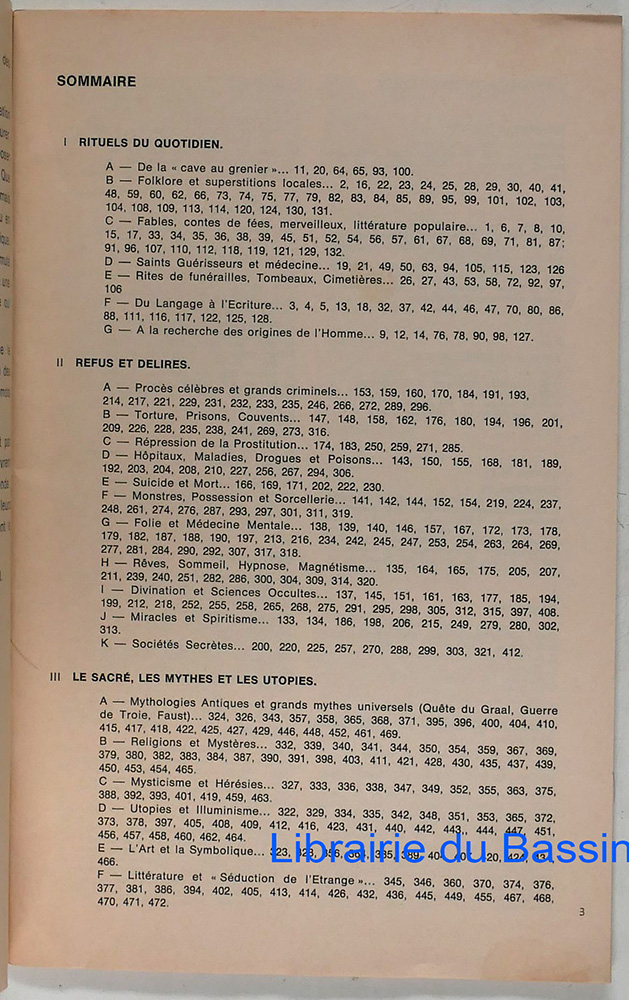 SOMMAIRE
I RITUELS DU QUOTIDIEN.
A — De la « cave au grenier »... 11, 20, 64, 65, 93, 100.
B — Folklore et superstitions locales... 2, 16, 22, 23, 24, 25, 28, 29, 30, 40, 41,
48, 59, 60, 62, 66, 73, 74, 75, 77, 79, 82, 83, 84, 85, 89, 95, 99, 101, 102, 103,
104, 108, 109, 113, 114, 120, 124, 130, 131.
C — Fables, contes de fées, merveilleux, littérature populaire... 1, 6, 7, 8, 10,
15, 17, 33, 34, 35, 36, 38, 39, 45, 51, 52, 54, 56, 57, 61, 67, 68, 69, 71, 81, 87;
91, 96, 107, 110, 112, 118, 119, 121, 129, 132.
D — Saints Guérisseurs et médecine... 19, 21, 49, 50, 63, 94, 105, 115, 123, 126
E — Rites de funérailles, Tombeaux, Cimetières... 26, 27, 43, 53, 58, 72, 92, 97,
106
F — Du Langage à l'Ecriture... 3, 4, 5, 13, 18, 32, 37, 42, 44, 46, 47, 70, 80, 86,
88, 111, 116, 117, 122, 125, 128.
G — A la recherche des origines de l'Homme... 9, 12, 14, 76, 78, 90, 98, 127.
II REFUS ET DELIRES.
A — Procès célèbres et grands criminels... 153, 159, 160, 170, 184, 191, 193,
214, 217, 221, 229, 231, 232, 233, 235, 246, 266, 272, 289, 296.
B — Torture, Prisons, Couvents... 147, 148, 158, 162, 176, 180, 194, 196, 201,
209, 226, 228, 235, 238, 241, 269, 273, 316.
C — Répression de la Prostitution... 174, 183, 250, 259, 271, 285.
D — Hôpitaux, Maladies, Drogues et Poisons... 143, 150, 155, 168, 181, 189,
192, 203, 204, 208, 210, 227, 256, 267, 294, 306.
E — Suicide et Mort... 166, 169, 171, 202, 222, 230.
F — Monstres, Possession et Sorcellerie... 141, 142, 144, 152, 154, 219, 224, 237,
248, 261, 274, 276, 287, 293, 297, 301, 311, 319.
G — Folie et Médecine Mentale... 138, 139, 140, 146, 157, 167, 172, 173, 178,
179, 182, 187, 188, 190, 197, 213, 216, 234, 242, 245, 247, 253, 254, 263, 264, 269,
277, 281, 284, 290, 292, 307, 317, 318.
H — Rêves, Sommeil, Hypnose, Magnétisme... 135, 164, 165, 175, 205, 207,
211, 239, 240, 251, 282, 286, 300, 304, 309, 314, 320.
I — Divination et Sciences Occultes... 137, 145, 151, 161, 163, 177, 185, 194,
199, 212, 218, 252, 255, 258, 265, 268, 275, 291, 295, 298, 305, 312, 315, 397, 408.
J — Miracles et Spiritisme... 133, 134, 186, 198, 206, 215, 249, 279, 280, 302,
313.
K — Sociétés Secrètes... 200, 220, 225, 257, 270, 288, 299, 303, 321, 412.
III LE SACRÉ, LES MYTHES ET LES UTOPIES.
A — Mythologies Antiques et grands mythes universels (Quête du Graal, Guerre
de Troie, Faust)... 324, 326, 343, 357, 358, 365, 368, 371, 395, 396, 400, 404, 410,
415, 417, 418, 422, 425, 427, 429, 446, 448, 452, 461, 469.
B — Religions et Mystères... 332, 339, 340, 341, 344, 350, 354, 359, 367, 369,
379, 380, 382, 383, 384, 387, 390, 391, 398, 403, 411, 421, 428, 430, 435, 437, 439,
450, 453, 454, 465.
C — Mysticisme et Hérésies... 327, 333, 336, 338, 347, 349, 352, 355, 363, 375,
388, 392, 393, 401, 419, 459, 463.
D — Utopies et Illuminisme... 322, 329, 334, 335, 342, 348, 351, 353, 365, 372,
373, 378, 397, 405, 408, 409, 412, 416, 423, 431, 440, 442, 443,, 444, 447, 451,
456, 457, 458, 460, 462, 464.
E — L'Art et la Symbolique...
466.
F — Littérature et « Séduction de l'Etrange »... 345, 346, 360, 370, 374, 376,
377, 381, 386, 394, 402, 405, 413, 414, 426, 432, 436, 445, 449, 455, 467, 468,
470, 471, 472.
Librairie du Bassin
3